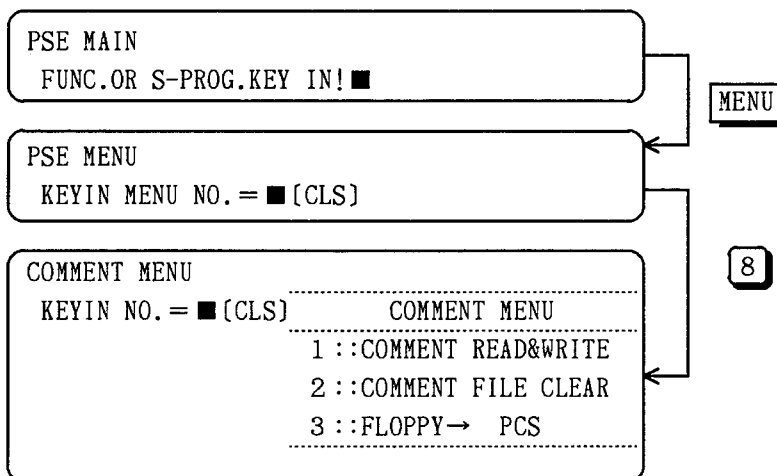 PSE MAIN
FUNC.OR S-PROG.KEY IN!■
MENU
PSE MENU
KEYIN MENU NO.=■[CLS]
8
COMMENT MENU
KEYIN NO.=■[CLS] COMMENT MENU
1::COMMENT READ&WRITE
2::COMMENT FILE CLEAR
3::FLOPPY→ PCS